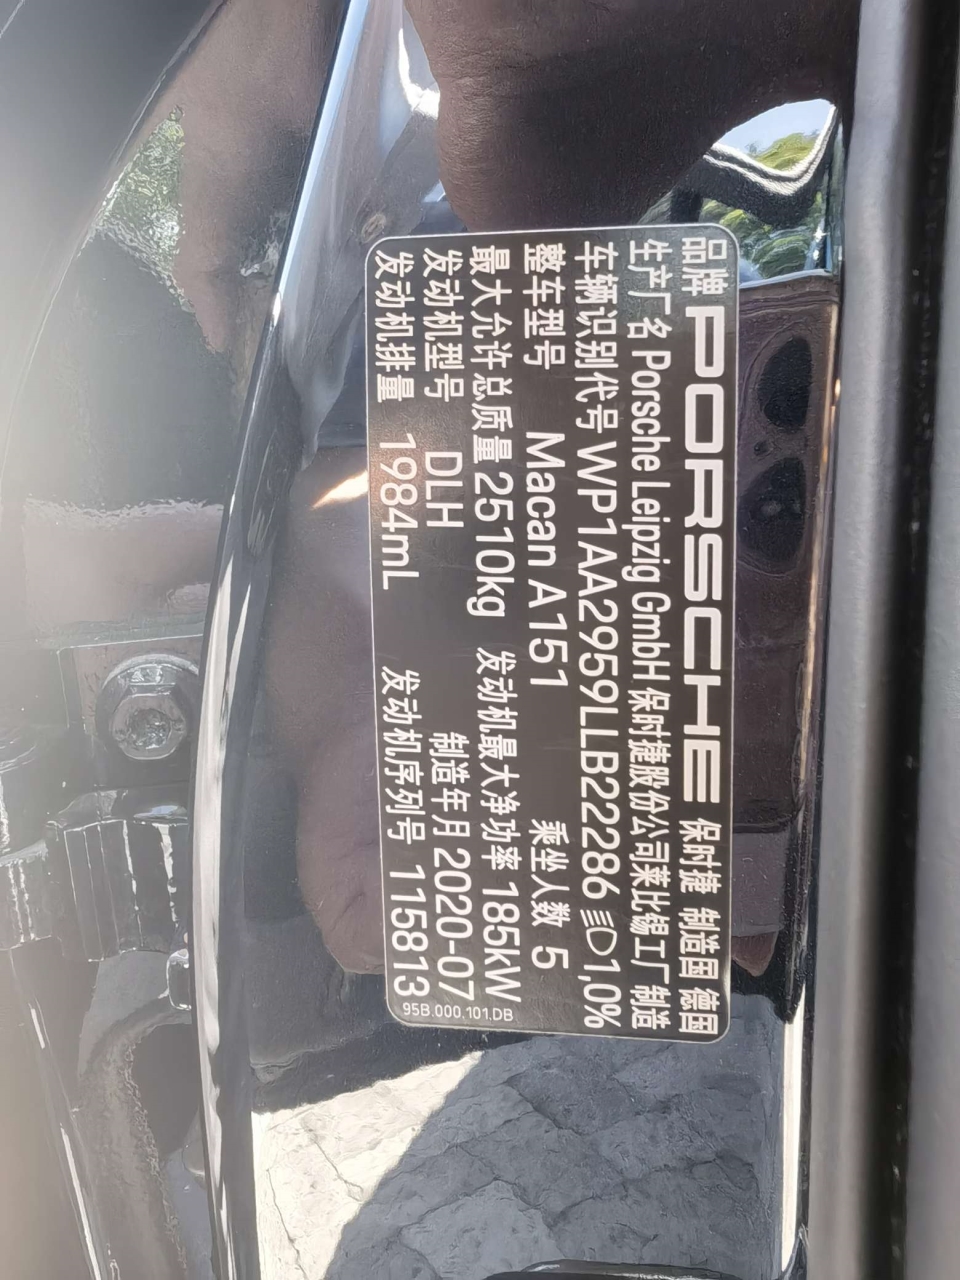 品牌 PORSCHE 保时捷 制造国 德国
生产厂名 Porsche Leipzig GmbH 保时捷股份公司莱比锡工厂制造
车辆识别代号 WP1AA2959LLB22286 1,0%
整车型号 Macan A151 乘坐人数 5
最大允许总质量 2510kg 发动机最大净功率 185kW
发动机型号 DLH 制造年月 2020-07
发动机排量 1984mL 发动机序列号 115813
95B.000.101.DB